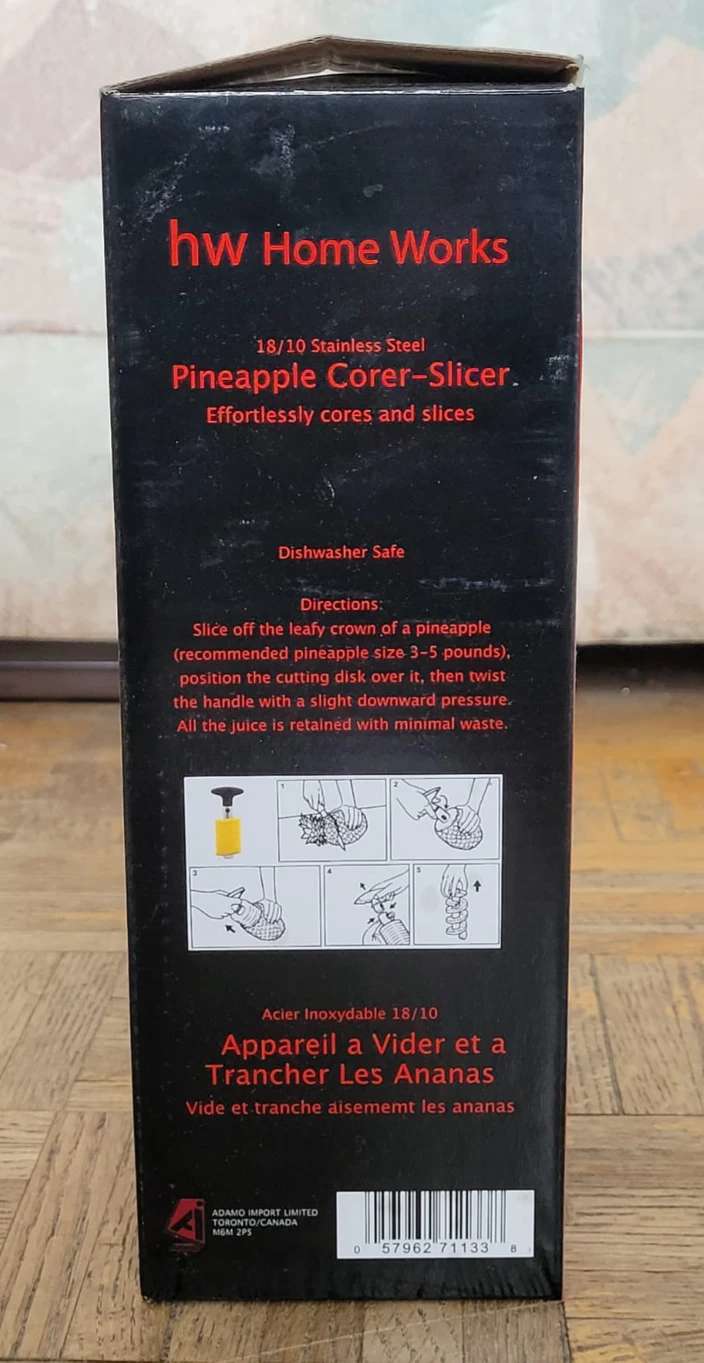 hw Home Works
18/10 Stainless Steel
Pineapple Corer-Slicer
Effortlessly cores and slices
Dishwasher Safe
Directions:
Slice off the leafy crown of a pineapple
(recommended pineapple size 3-5 pounds),
position the cutting disk over it, then twist
the handle with a slight downward pressure.
All the juice is retained with minimal waste.
1
2
3
4
5
Acier Inoxydable 18/10
Appareil a Vider et a
Trancher Les Ananas
Vide et tranche aisememt les ananas
ADAMO IMPORT LIMITED
TORONTO/CANADA
M6M 2P5
0 57962 71133 8